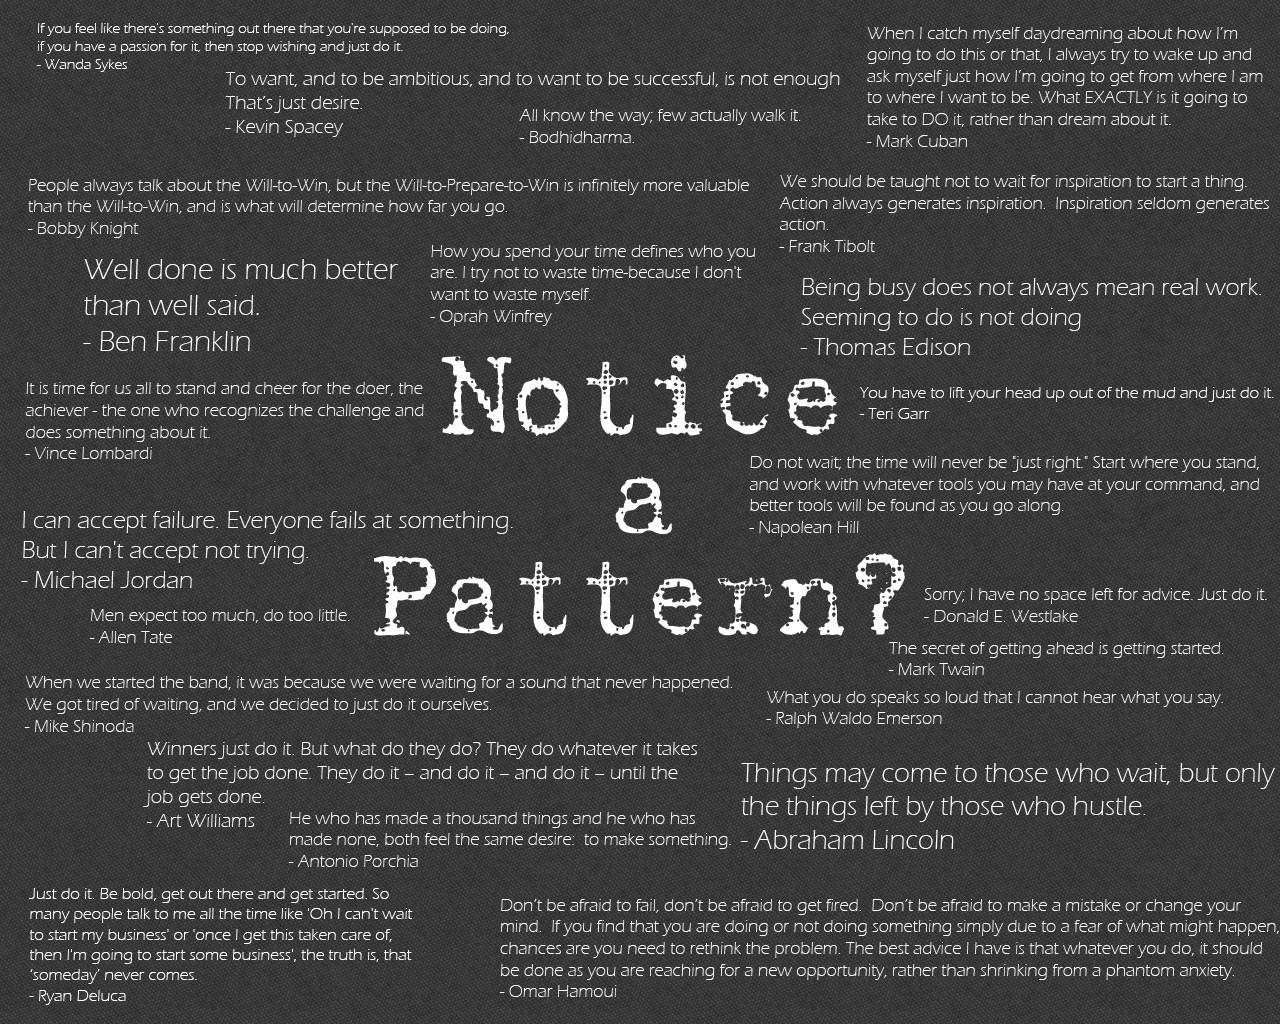 If you feel like there's something out there that you're supposed to be doing,
if you have a passion for it, then stop wishing and just do it.
- Wanda Sykes
To want, and to be ambitious, and to want to be successful, is not enough
That's just desire.
- Kevin Spacey
All know the way; few actually walk it.
- Bodhidharma.
When I catch myself daydreaming about how I'm
going to do this or that, I always try to wake up and
ask myself just how I'm going to get from where I am
to where I want to be. What EXACTLY is it going to
take to DO it, rather than dream about it.
- Mark Cuban
People always talk about the Will-to-Win, but the Will-to-Prepare-to-Win is infinitely more valuable
than the Will-to-Win, and is what will determine how far you go.
- Bobby Knight
We should be taught not to wait for inspiration to start a thing.
Action always generates inspiration.  Inspiration seldom generates
action.
- Frank Tibolt
Well done is much better
than well said.
- Ben Franklin
How you spend your time defines who you
are. I try not to waste time-because I don't
want to waste myself.
- Oprah Winfrey
Being busy does not always mean real work.
Seeming to do is not doing
- Thomas Edison
It is time for us all to stand and cheer for the doer, the
achiever - the one who recognizes the challenge and
does something about it.
- Vince Lombardi
Notice
a
Pattern?
You have to lift your head up out of the mud and just do it.
- Teri Garr
Do not wait; the time will never be "just right." Start where you stand,
and work with whatever tools you may have at your command, and
better tools will be found as you go along.
- Napolean Hill
I can accept failure. Everyone fails at something.
But I can't accept not trying.
- Michael Jordan
Men expect too much, do too little.
- Allen Tate
Sorry; I have no space left for advice. Just do it.
- Donald E. Westlake
The secret of getting ahead is getting started.
- Mark Twain
When we started the band, it was because we were waiting for a sound that never happened.
We got tired of waiting, and we decided to just do it ourselves.
- Mike Shinoda
What you do speaks so loud that I cannot hear what you say.
- Ralph Waldo Emerson
Winners just do it. But what do they do? They do whatever it takes
to get the job done. They do it – and do it – and do it – until the
job gets done.
- Art Williams
Things may come to those who wait, but only
the things left by those who hustle.
- Abraham Lincoln
He who has made a thousand things and he who has
made none, both feel the same desire:  to make something.
- Antonio Porchia
Just do it. Be bold, get out there and get started. So
many people talk to me all the time like 'Oh I can't wait
to start my business' or 'once I get this taken care of,
then I'm going to start some business', the truth is, that
'someday' never comes.
- Ryan Deluca
Don't be afraid to fail, don't be afraid to get fired.  Don't be afraid to make a mistake or change your
mind.  If you find that you are doing or not doing something simply due to a fear of what might happen,
chances are you need to rethink the problem. The best advice I have is that whatever you do, it should
be done as you are reaching for a new opportunity, rather than shrinking from a phantom anxiety.
- Omar Hamoui